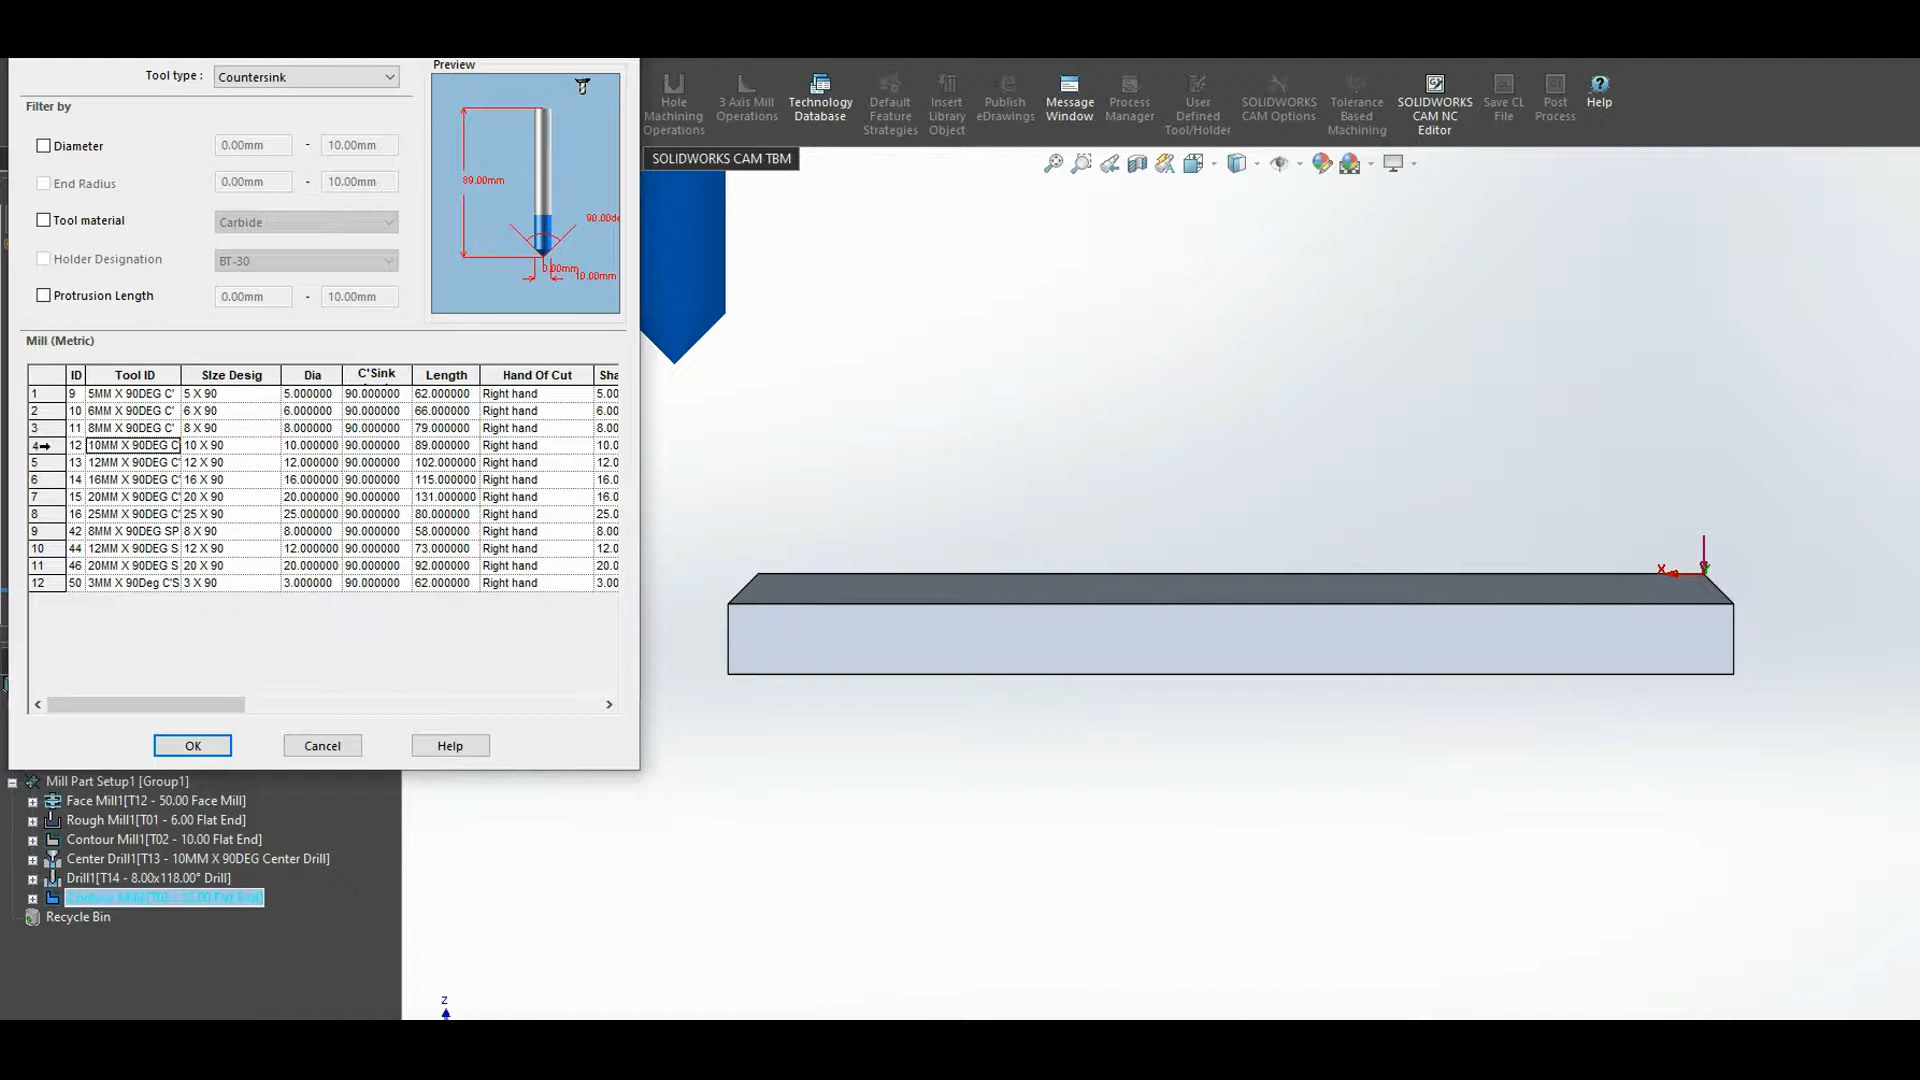 Tool type :
Countersink
Filter by
Diameter
0.00mm - 10.00mm
End Radius
0.00mm - 10.00mm
Tool material
Carbide
Holder Designation
BT-30
Protrusion Length
0.00mm - 10.00mm
Preview
89.00mm
90.00de
0.00mm
10.00mm
Mill (Metric)
ID Tool ID SIze Desig Dia C'Sink Length Hand Of Cut Sha
1 9 5MM X 90DEG C' 5 X 90 5.000000 90.000000 62.000000 Right hand 5.00
2 10 6MM X 90DEG C' 6 X 90 6.000000 90.000000 66.000000 Right hand 6.00
3 11 8MM X 90DEG C' 8 X 90 8.000000 90.000000 79.000000 Right hand 8.00
4 12 10MM X 90DEG C 10 X 90 10.000000 90.000000 89.000000 Right hand 10.0
5 13 12MM X 90DEG C' 12 X 90 12.000000 90.000000 102.000000 Right hand 12.0
6 14 16MM X 90DEG C' 16 X 90 16.000000 90.000000 115.000000 Right hand 16.0
7 15 20MM X 90DEG C' 20 X 90 20.000000 90.000000 131.000000 Right hand 16.0
8 16 25MM X 90DEG C' 25 X 90 25.000000 90.000000 80.000000 Right hand 25.0
9 42 8MM X 90DEG SP 8 X 90 8.000000 90.000000 58.000000 Right hand 8.00
10 44 12MM X 90DEG S 12 X 90 12.000000 90.000000 73.000000 Right hand 12.0
11 46 20MM X 90DEG S 20 X 90 20.000000 90.000000 92.000000 Right hand 20.0
12 50 3MM X 90Deg C'S 3 X 90 3.000000 90.000000 62.000000 Right hand 3.00
OK Cancel Help
Mill Part Setup1 [Group1]
Face Mill1[T12 - 50.00 Face Mill]
Rough Mill1[T01 - 6.00 Flat End]
Contour Mill1[T02 - 10.00 Flat End]
Center Drill1[T13 - 10MM X 90DEG Center Drill]
Drill1[T14 - 8.00x118.00° Drill]
Recycle Bin
Hole Machining Operations
3 Axis Mill Operations
Technology Database
Default Feature Strategies
Insert Library Object
Publish eDrawings
Message Window
Process Manager
User Defined Tool/Holder
SOLIDWORKS CAM Options
Tolerance Based Machining
SOLIDWORKS CAM NC Editor
Save CL File
Post Process
Help
SOLIDWORKS CAM TBM
X
Z